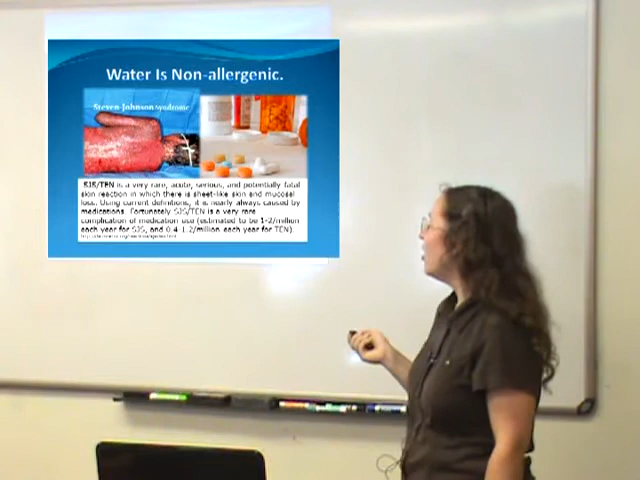 Water Is Non-allergenic.
Steven-Johnson syndrome
SJS/TEN is a very rare, acute, serious, and potentially fatal
skin reaction in which there is sheet-like skin and mucosal
loss. Using current definitions, it is nearly always caused by
medications. Fortunately SJS/TEN is a very rare
complication of medication use (estimated to be 1-2/million
each year for SJS, and 0.4-1.2/million each year for TEN).